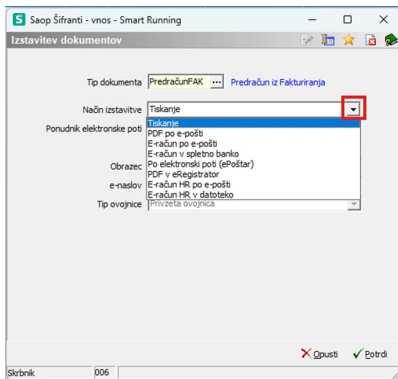 S Saop Šifranti - vnos - Smart Running
Izstavitev dokumentov
Tip dokumenta PredračunFAK ... Predračun iz Fakturiranja
Način izstavitve Tiskanje
Tiskanje
Ponudnik elektronske poti PDF po e-pošti
E-račun po e-pošti
E-račun v spletno banko
Obrazec Po elektronski poti (ePoštar)
PDF v eRegistrator
e-naslov E-račun HR po e-pošti
E-račun HR v datoteko
Tip ovojnice Privzeta ovojnica
Opusti Potrdi
Skrbnik 006